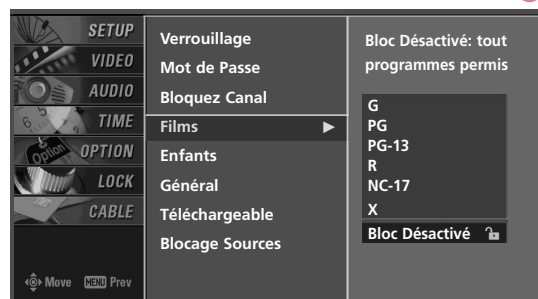 SETUP
VIDEO
AUDIO
TIME
OPTION
LOCK
CABLE
Move MENU Prev
Verrouillage
Mot de Passe
Bloquez Canal
Films ►
Enfants
Général
Téléchargeable
Blocage Sources
Bloc Désactivé: tout
programmes permis
G
PG
PG-13
R
NC-17
X
Bloc Désactivé